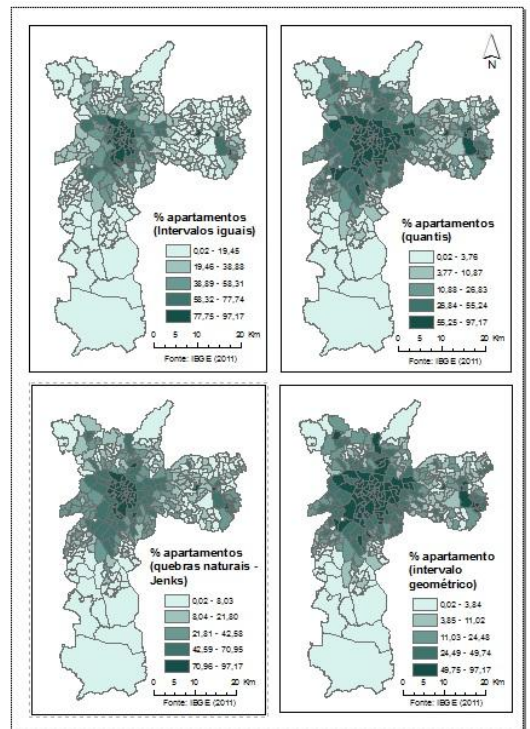 % apartamentos
(Intervalos iguais)
0,02 - 19,45
19,46 - 38,88
38,89 - 58,31
58,32 - 77,74
77,75 - 97,17
0 5 10 20 Km
Fonte: IBGE (2011)
N
% apartamentos
(quantis)
0,02 - 3,76
3,77 - 10,87
10,88 - 26,83
26,84 - 55,24
55,25 - 97,17
0 5 10 20 Km
Fonte: IBGE (2011)
% apartamentos
(quebras naturais -
Jenks)
0,02 - 8,03
8,04 - 21,80
21,81 - 42,58
42,59 - 70,95
70,96 - 97,17
0 5 10 20 Km
Fonte: IBGE (2011)
% apartamento
(intervalo
geométrico)
0,02 - 3,84
3,85 - 11,02
11,03 - 24,48
24,49 - 49,74
49,75 - 97,17
0 5 10 20 Km
Fonte: IBGE (2011)